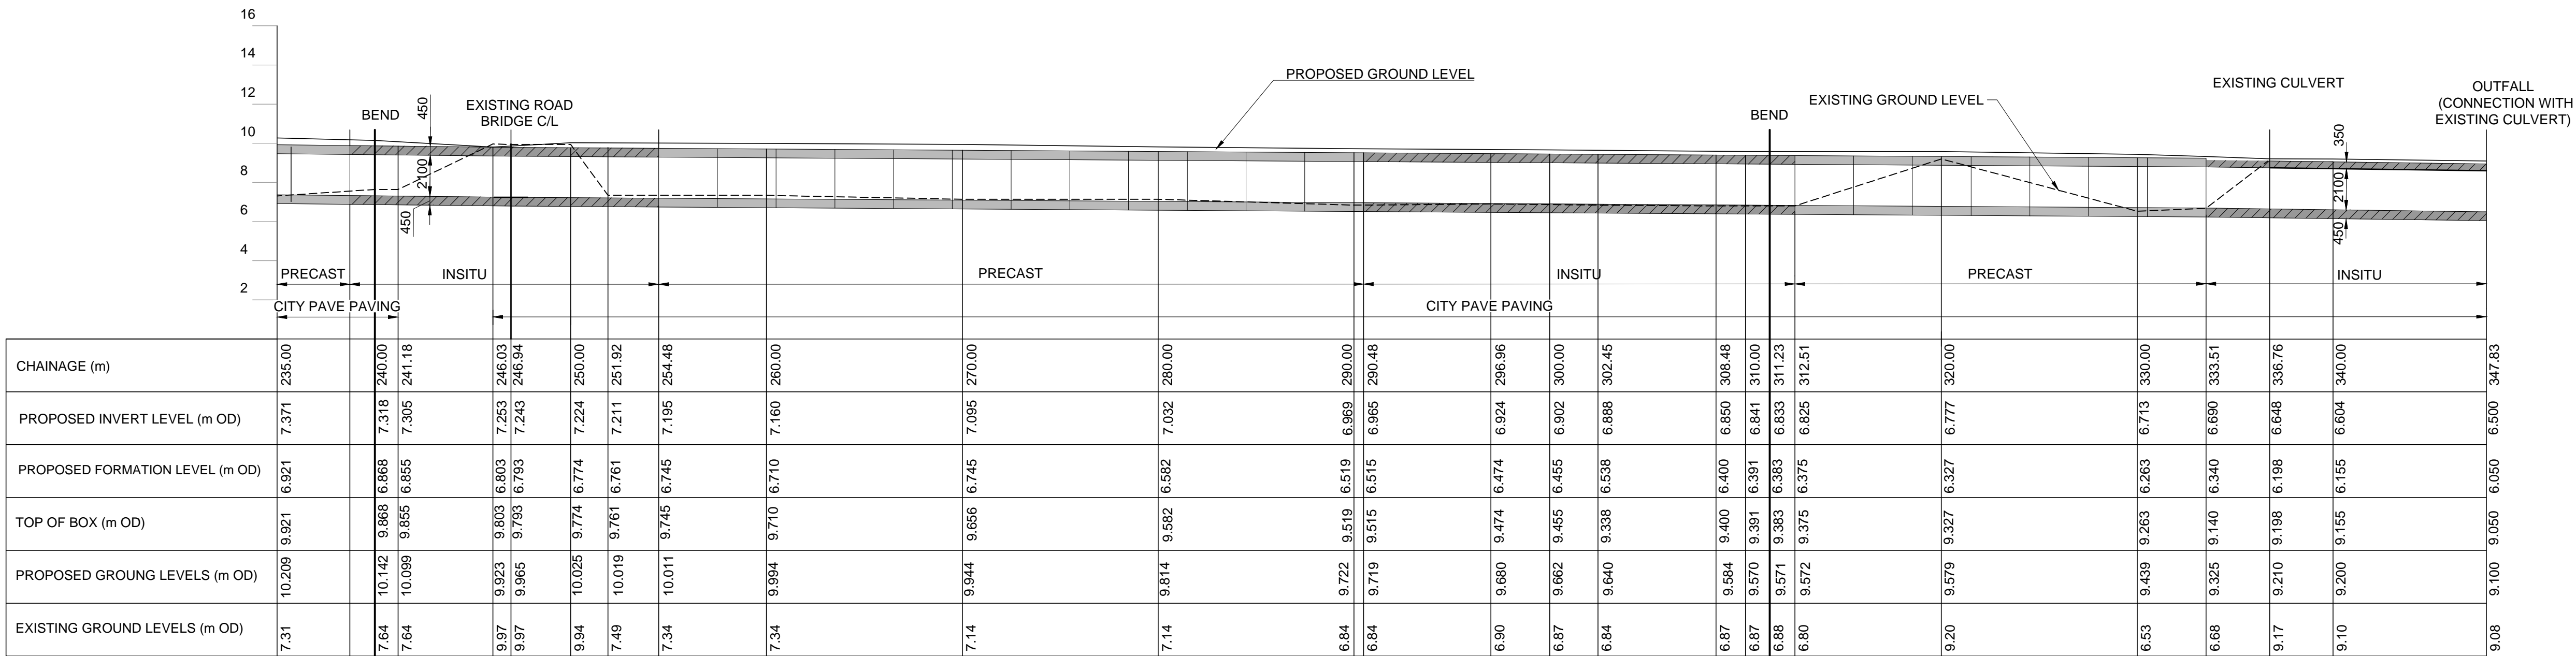 16
14
12
10
8
6
4
2
BEND
450
EXISTING ROAD
BRIDGE C/L
PROPOSED GROUND LEVEL
BEND
EXISTING GROUND LEVEL
EXISTING CULVERT
350
OUTFALL
(CONNECTION WITH
EXISTING CULVERT)
2100
450
2100
450
PRECAST
INSITU
PRECAST
INSITU
PRECAST
INSITU
CITY PAVE PAVING
CITY PAVE PAVING
CHAINAGE (m) 235.00 240.00 241.18 246.03 246.94 250.00 251.92 254.48 260.00 270.00 280.00 290.00 290.48 296.96 300.00 302.45 308.48 310.00 311.23 312.51 320.00 330.00 333.51 336.76 340.00 347.83
PROPOSED INVERT LEVEL (m OD) 7.371 7.318 7.305 7.253 7.243 7.224 7.211 7.195 7.160 7.095 7.032 6.969 6.965 6.924 6.902 6.888 6.850 6.841 6.833 6.825 6.777 6.713 6.690 6.648 6.604 6.500
PROPOSED FORMATION LEVEL (m OD) 6.921 6.868 6.855 6.803 6.793 6.774 6.761 6.745 6.710 6.745 6.582 6.519 6.515 6.474 6.455 6.538 6.400 6.391 6.383 6.375 6.327 6.263 6.340 6.198 6.155 6.050
TOP OF BOX (m OD) 9.921 9.868 9.855 9.803 9.793 9.774 9.761 9.745 9.710 9.656 9.582 9.519 9.515 9.474 9.455 9.338 9.400 9.391 9.383 9.375 9.327 9.263 9.140 9.198 9.155 9.050
PROPOSED GROUNG LEVELS (m OD) 10.209 10.142 10.099 9.923 9.965 10.025 10.019 10.011 9.994 9.944 9.814 9.722 9.719 9.680 9.662 9.640 9.584 9.570 9.571 9.572 9.579 9.439 9.325 9.210 9.200 9.100
EXISTING GROUND LEVELS (m OD) 7.31 7.64 7.64 9.97 9.97 9.94 7.49 7.34 7.34 7.14 7.14 6.84 6.84 6.90 6.87 6.84 6.87 6.87 6.88 6.80 9.20 6.53 6.68 9.17 9.10 9.08